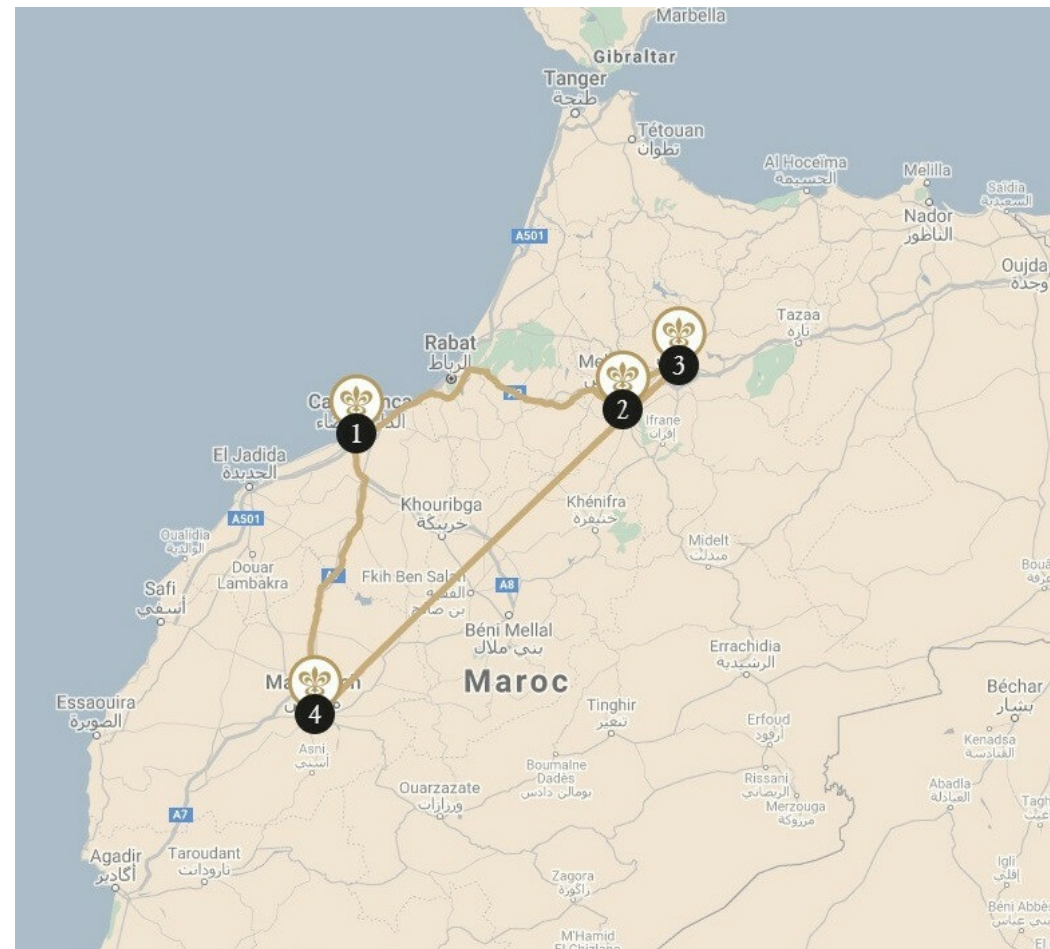 Marbella
Gibraltar
Tanger
طنجة
Tétouan
تطوان
Al Hoceïma
الحسيمة
Melilla
Saïdia
السعيدية
Nador
الناظور
A501
Oujda
وجدة
Tazaa
تازة
Rabat
الرباط
3
2
Ifrane
إفران
1
El Jadida
الجديدة
Khouribga
خريبكة
Khénifra
خنيفرة
A501
Oualidia
الوالدية
Midelt
ميدلت
Douar
Lambakra
Fkih Ben Salah
الفقيه
بن صالح
A8
Safi
أسفي
Béni Mellal
بني ملال
Errachidia
الرشيدية
Maroc
Essaouira
الصويرة
4
Tinghir
تنغير
Béchar
بشار
Erfoud
أرفود
Kenadsa
القنادسة
Asni
أسني
Boumalne
Dadès
بومالن دادس
Ouarzazate
ورزازات
Rissani
الريصاني
Abadla
العبادلة
Merzouga
مرزوكة
A7
Agadir
أكادير
Taroudant
تارودانت
Igli
إقلي
Zagora
زاكورة
M'Hamid